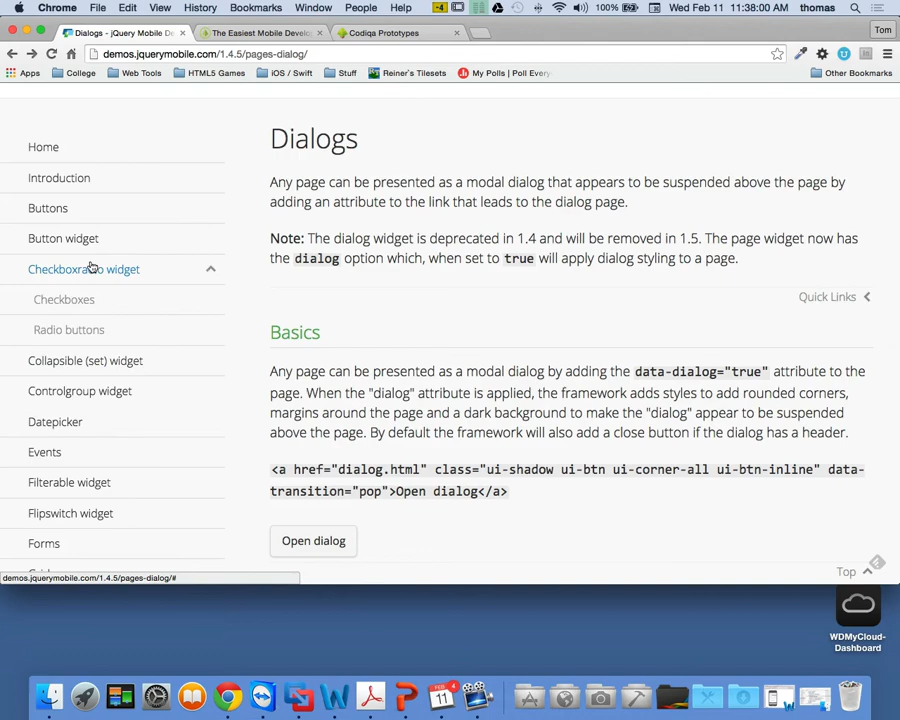 Chrome File Edit View History Bookmarks Window People Help -4 100% Wed Feb 11 11:38:00 AM thomas
Dialogs - jQuery Mobile De The Easiest Mobile Develo Codiqa Prototypes Tom
demos.jquerymobile.com/1.4.5/pages-dialog/
Apps College Web Tools HTML5 Games iOS / Swift Stuff Reiner's Tilesets My Polls | Poll Every Other Bookmarks
Home
Introduction
Buttons
Button widget
Checkboxradio widget
Checkboxes
Radio buttons
Collapsible (set) widget
Controlgroup widget
Datepicker
Events
Filterable widget
Flipswitch widget
Forms
Dialogs
Any page can be presented as a modal dialog that appears to be suspended above the page by
adding an attribute to the link that leads to the dialog page.
Note: The dialog widget is deprecated in 1.4 and will be removed in 1.5. The page widget now has
the dialog option which, when set to true will apply dialog styling to a page.
Quick Links
Basics
Any page can be presented as a modal dialog by adding the data-dialog="true" attribute to the
page. When the "dialog" attribute is applied, the framework adds styles to add rounded corners,
margins around the page and a dark background to make the "dialog" appear to be suspended
above the page. By default the framework will also add a close button if the dialog has a header.
<a href="dialog.html" class="ui-shadow ui-btn ui-corner-all ui-btn-inline" data-
transition="pop">Open dialog</a>
Open dialog
Top
demos.jquerymobile.com/1.4.5/pages-dialog/#
WDMyCloud-
Dashboard
FEB
11
4